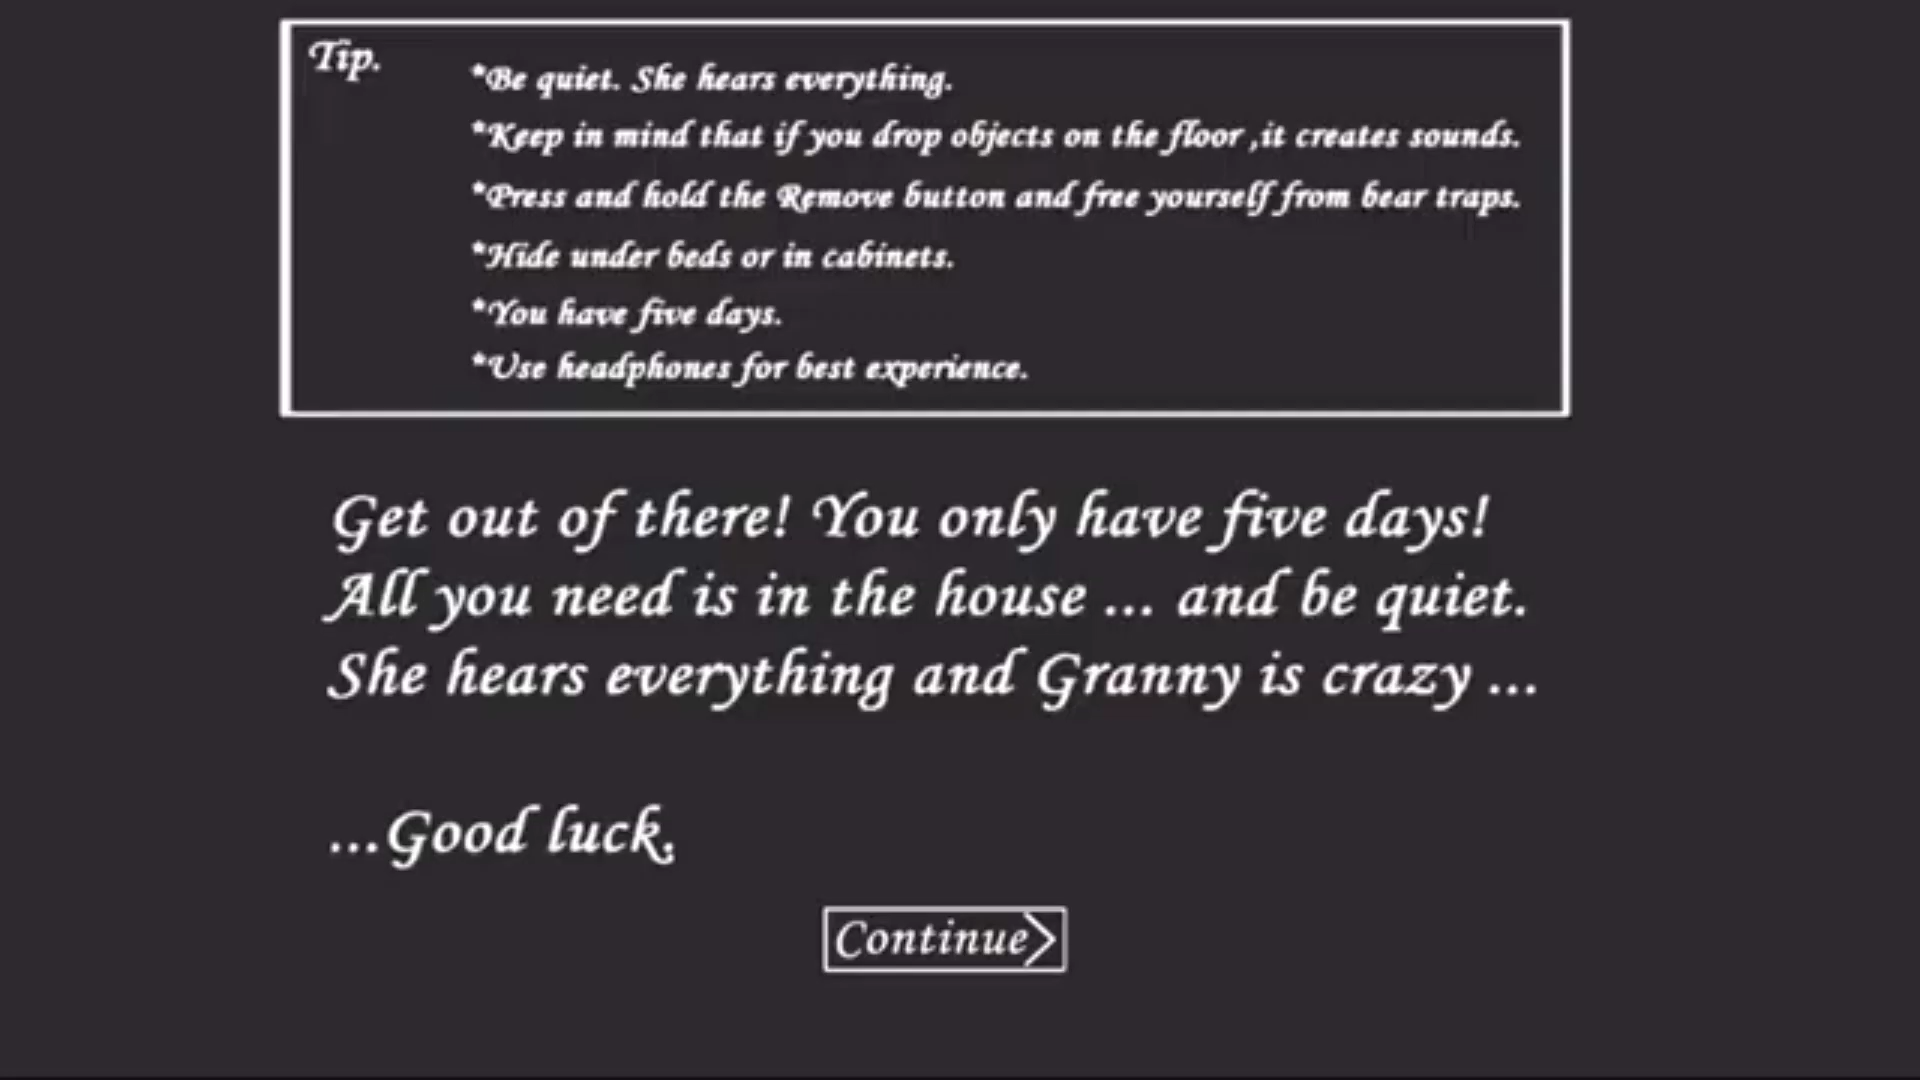 Tip.
*Be quiet. She hears everything.
*Keep in mind that if you drop objects on the floor ,it creates sounds.
*Press and hold the Remove button and free yourself from bear traps.
*Hide under beds or in cabinets.
*You have five days.
*Use headphones for best experience.
Get out of there! You only have five days!
All you need is in the house ... and be quiet.
She hears everything and Granny is crazy ...
...Good luck.
Continue>